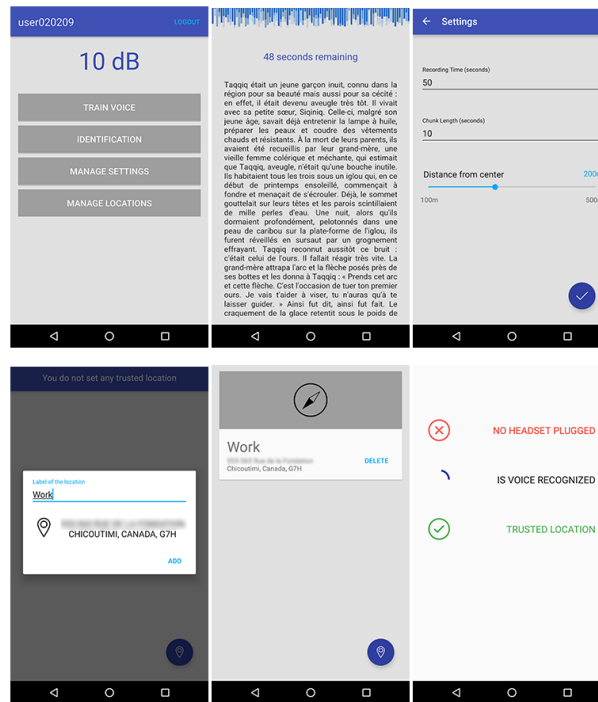 user020209
LOGOUT
10 dB
TRAIN VOICE
IDENTIFICATION
MANAGE SETTINGS
MANAGE LOCATIONS
48 seconds remaining
Taqqiq était un jeune garçon inuit, connu dans la
région pour sa beauté mais aussi pour sa cécité :
en effet, il était devenu aveugle très tôt. Il vivait
avec sa petite sœur, Siqiniq. Celle-ci, malgré son
jeune âge, savait déjà entretenir la lampe à huile,
préparer les peaux et coudre des vêtements
chauds et résistants. À la mort de leurs parents, ils
avaient été recueillis par leur grand-mère, une
vieille femme colérique et méchante, qui estimait
que Taqqiq, aveugle, n'était qu'une bouche inutile.
Ils habitaient tous les trois sous un iglou qui, en ce
début de printemps ensoleillé, commençait à
fondre et menaçait de s'écrouler. Déjà, le sommet
gouttelait sur leurs têtes et les parois scintillaient
de mille perles d'eau. Une nuit, alors qu'ils
dormaient profondément, pelotonnés dans une
peau de caribou sur la plate-forme de l'iglou, ils
furent réveillés en sursaut par un grognement
effrayant. Taqqiq reconnut aussitôt ce bruit :
c'était celui de l'ours. Il fallait réagir très vite. La
grand-mère attrapa l'arc et la flèche posés près de
ses bottes et les donna à Taqqiq : « Prends cet arc
et cette flèche. C'est l'occasion de tuer ton premier
ours. Je vais t'aider à viser, tu n'auras qu'à te
laisser guider. » Ainsi fut dit, ainsi fut fait. Le
craquement de la glace retentit sous le poids de
Settings
Recording Time (seconds)
50
Chunk Length (seconds)
10
Distance from center
200m
100m
500
You do not set any trusted location
Label of the location
Work
CHICOUTIMI, CANADA, G7H
ADD
Work
Chicoutimi, Canada, G7H
DELETE
NO HEADSET PLUGGED
IS VOICE RECOGNIZED
TRUSTED LOCATION